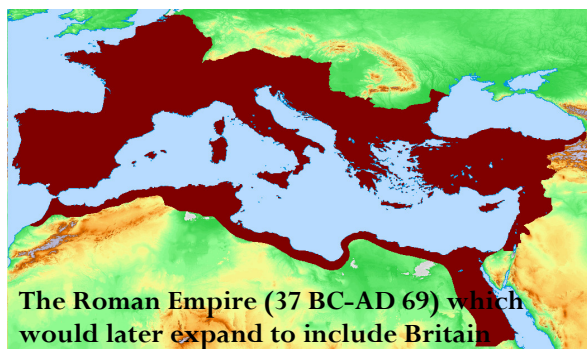 The Roman Empire (37 BC-AD 69) which
would later expand to include Britain